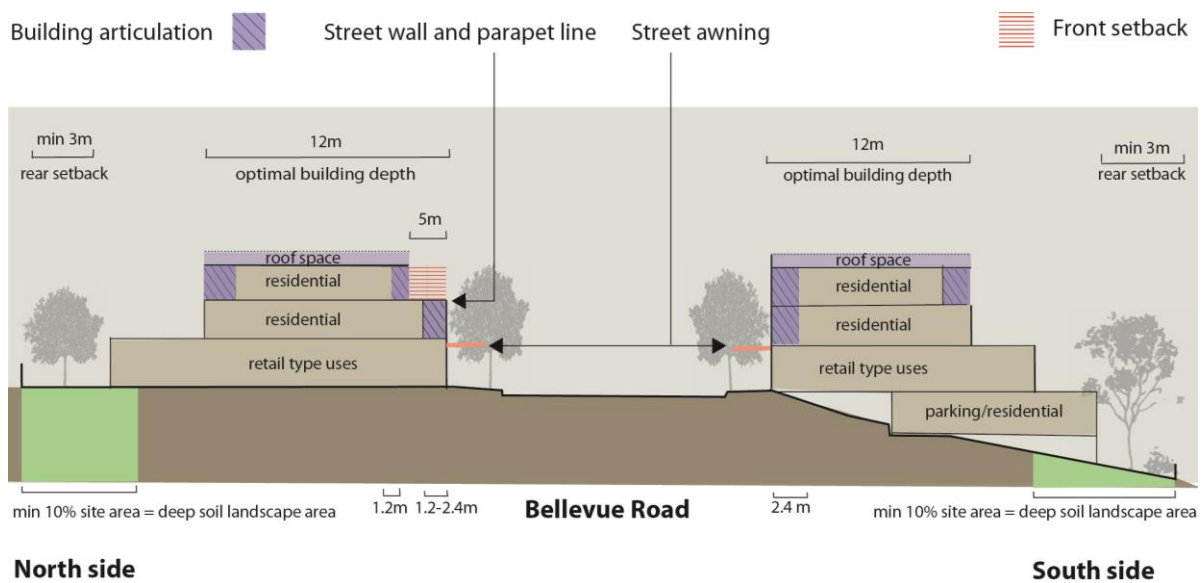 Building articulation
Street wall and parapet line
Street awning
Front setback
min 3m
rear setback
12m
optimal building depth
5m
12m
optimal building depth
min 3m
rear setback
roof space
residential
residential
retail type uses
roof space
residential
residential
retail type uses
parking/residential
min 10% site area = deep soil landscape area
1.2m
1.2-2.4m
Bellevue Road
2.4 m
min 10% site area = deep soil landscape area
North side
South side